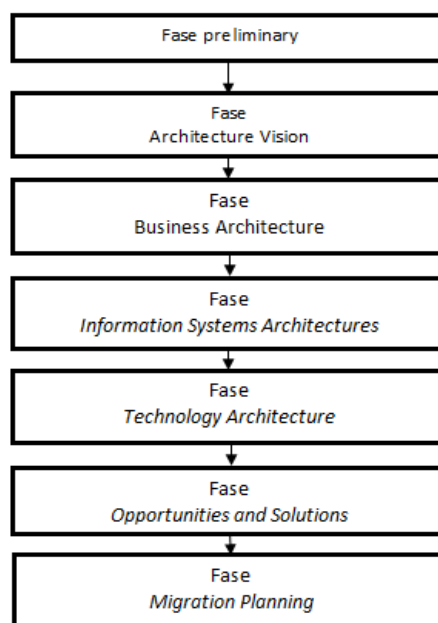 Fase preliminary
Fase
Architecture Vision
Fase
Business Architecture
Fase
Information Systems Architectures
Fase
Technology Architecture
Fase
Opportunities and Solutions
Fase
Migration Planning